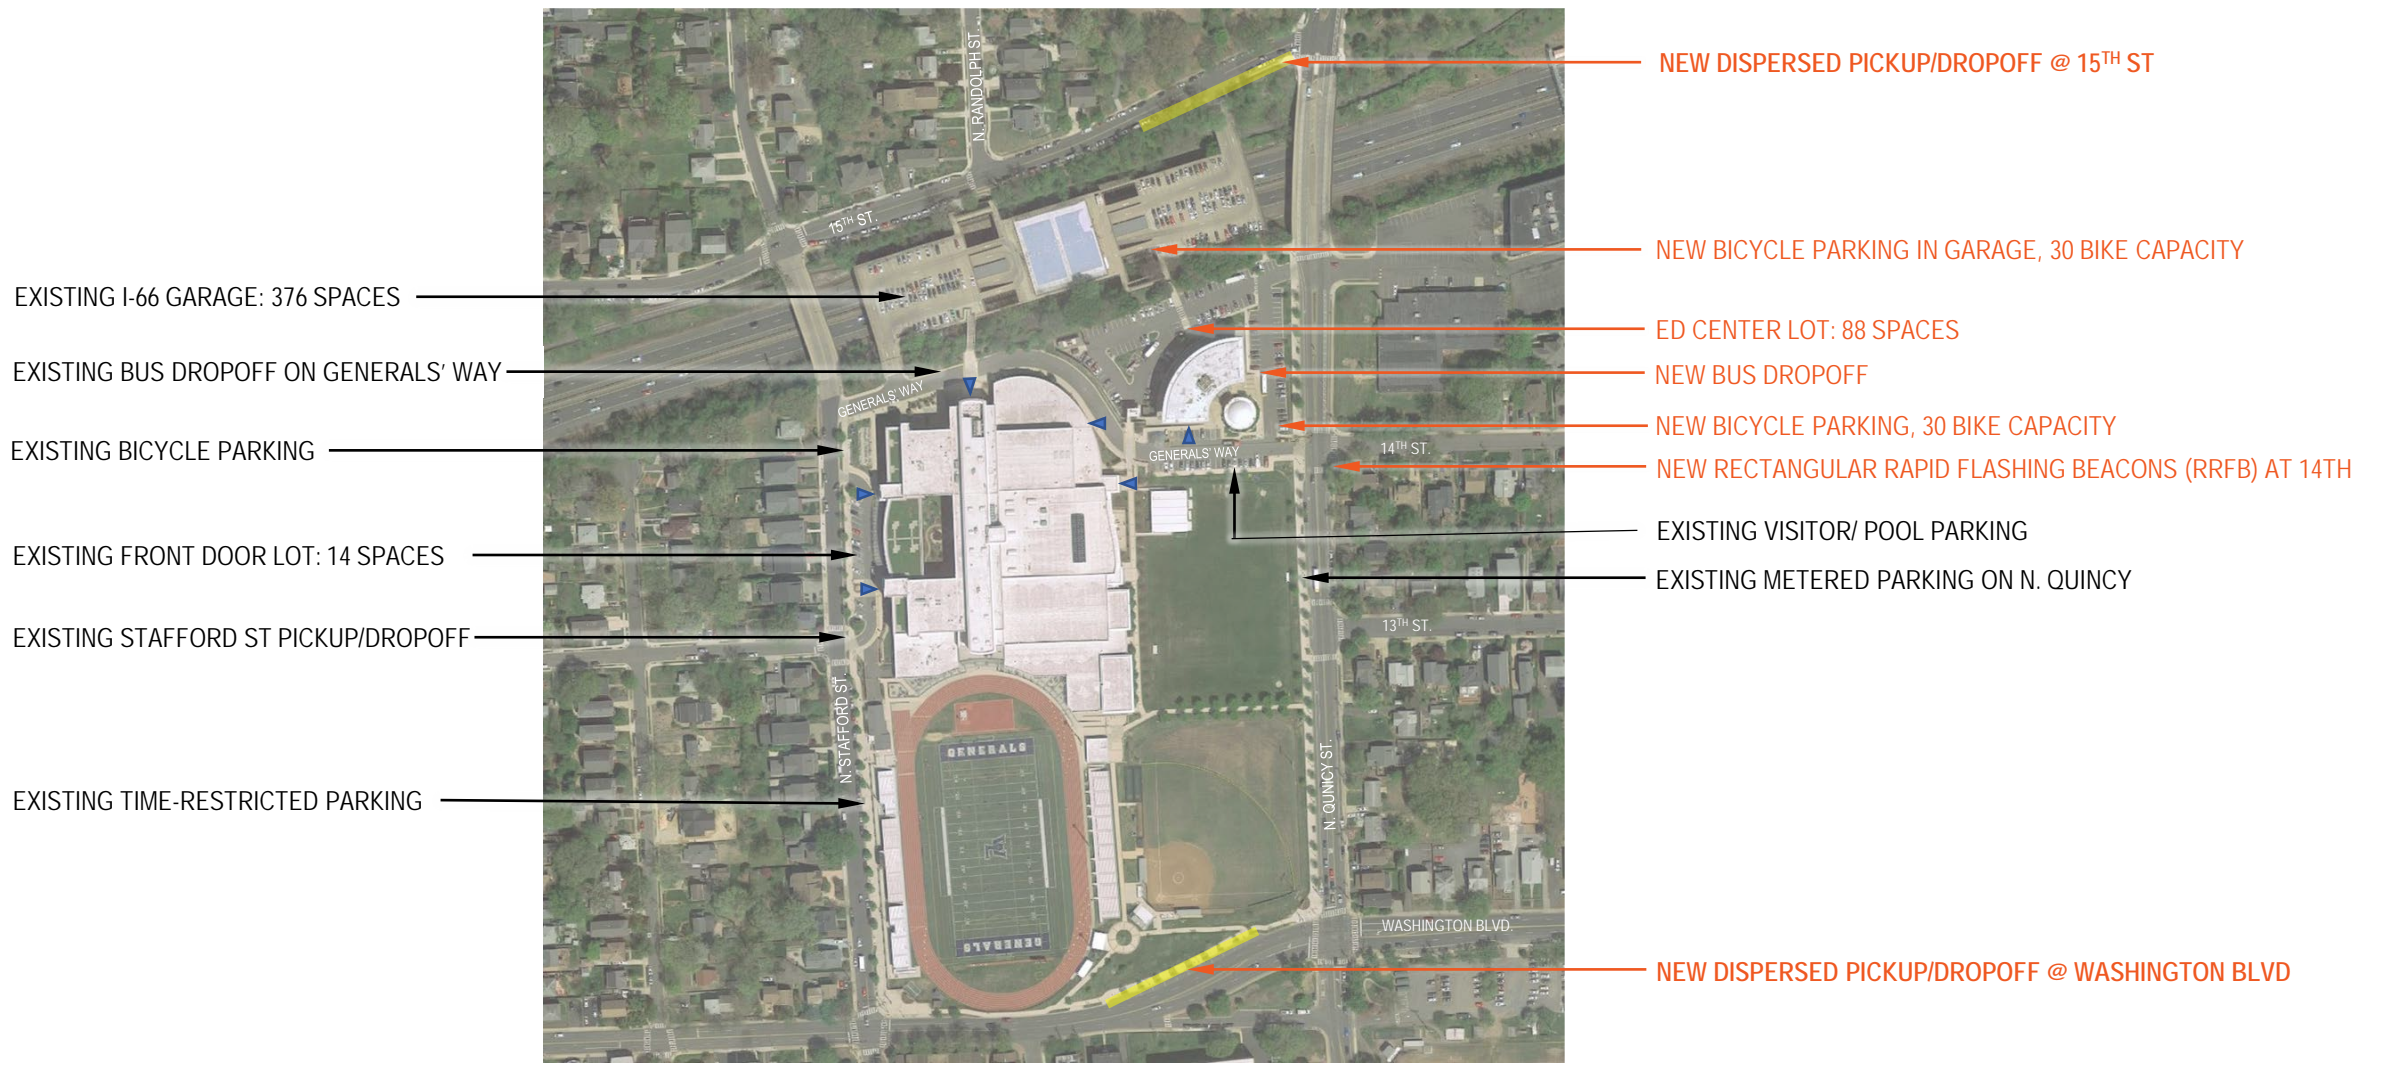 NEW DISPERSED PICKUP/DROPOFF @ 15TH ST
N. RANDOLPH ST.
15TH ST.
NEW BICYCLE PARKING IN GARAGE, 30 BIKE CAPACITY
EXISTING I-66 GARAGE: 376 SPACES
ED CENTER LOT: 88 SPACES
EXISTING BUS DROPOFF ON GENERALS' WAY
NEW BUS DROPOFF
GENERALS' WAY
NEW BICYCLE PARKING, 30 BIKE CAPACITY
EXISTING BICYCLE PARKING
GENERALS' WAY
14TH ST.
NEW RECTANGULAR RAPID FLASHING BEACONS (RRFB) AT 14TH
EXISTING VISITOR/ POOL PARKING
EXISTING FRONT DOOR LOT: 14 SPACES
EXISTING METERED PARKING ON N. QUINCY
13TH ST.
EXISTING STAFFORD ST PICKUP/DROPOFF
N. STAFFORD ST.
GENERALS
N. QUNICY ST.
EXISTING TIME-RESTRICTED PARKING
WL
GENERALS
WASHINGTON BLVD.
NEW DISPERSED PICKUP/DROPOFF @ WASHINGTON BLVD